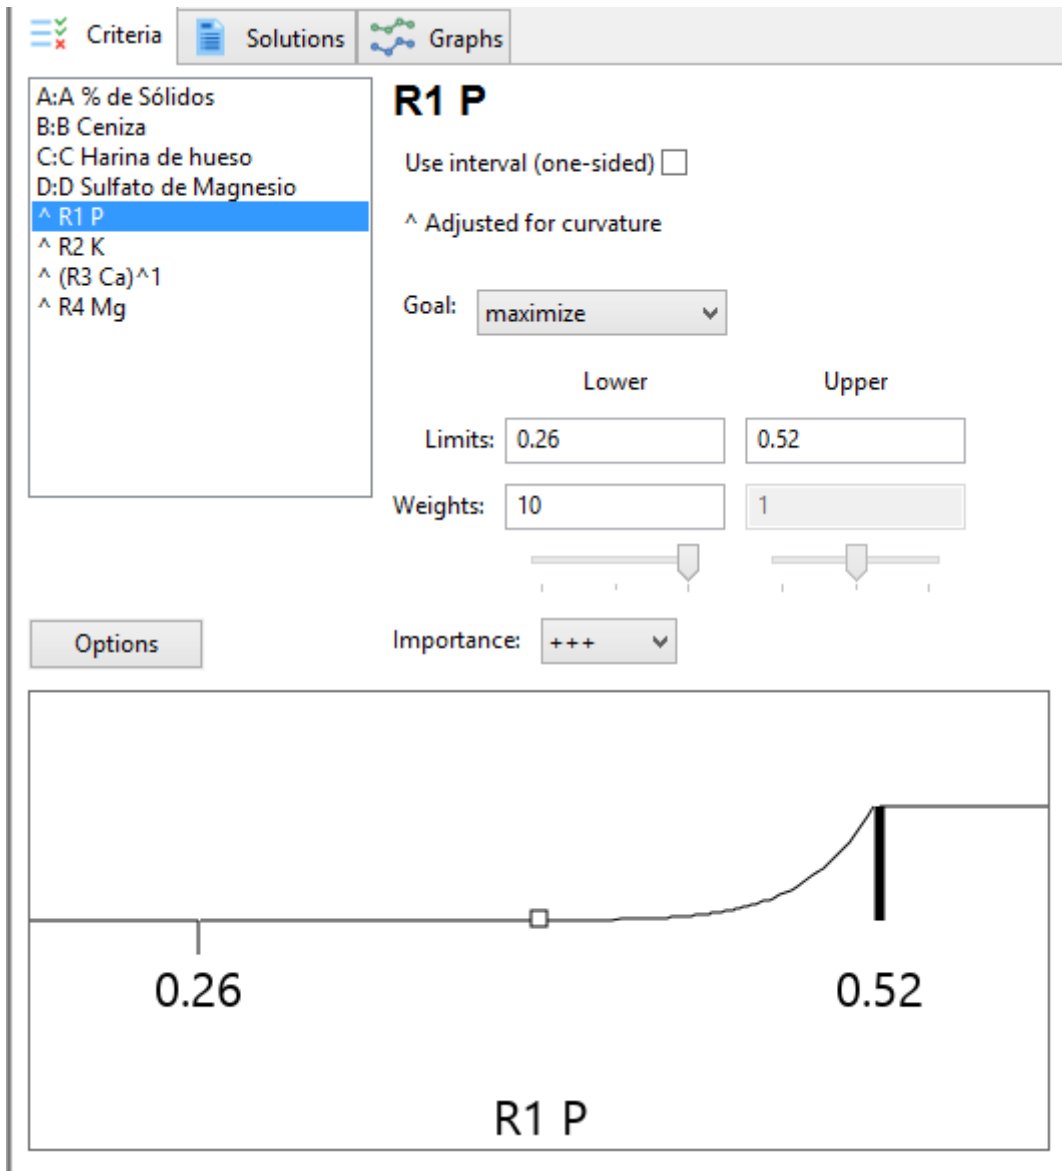 Criteria Solutions Graphs
A:A % de Sólidos
B:B Ceniza
C:C Harina de hueso
D:D Sulfato de Magnesio
^ R1 P
^ R2 K
^ (R3 Ca)^1
^ R4 Mg
Options
R1 P
Use interval (one-sided)
^ Adjusted for curvature
Goal: maximize
Lower Upper
Limits: 0.26 0.52
Weights: 10 1
Importance: +++
0.26 0.52
R1 P